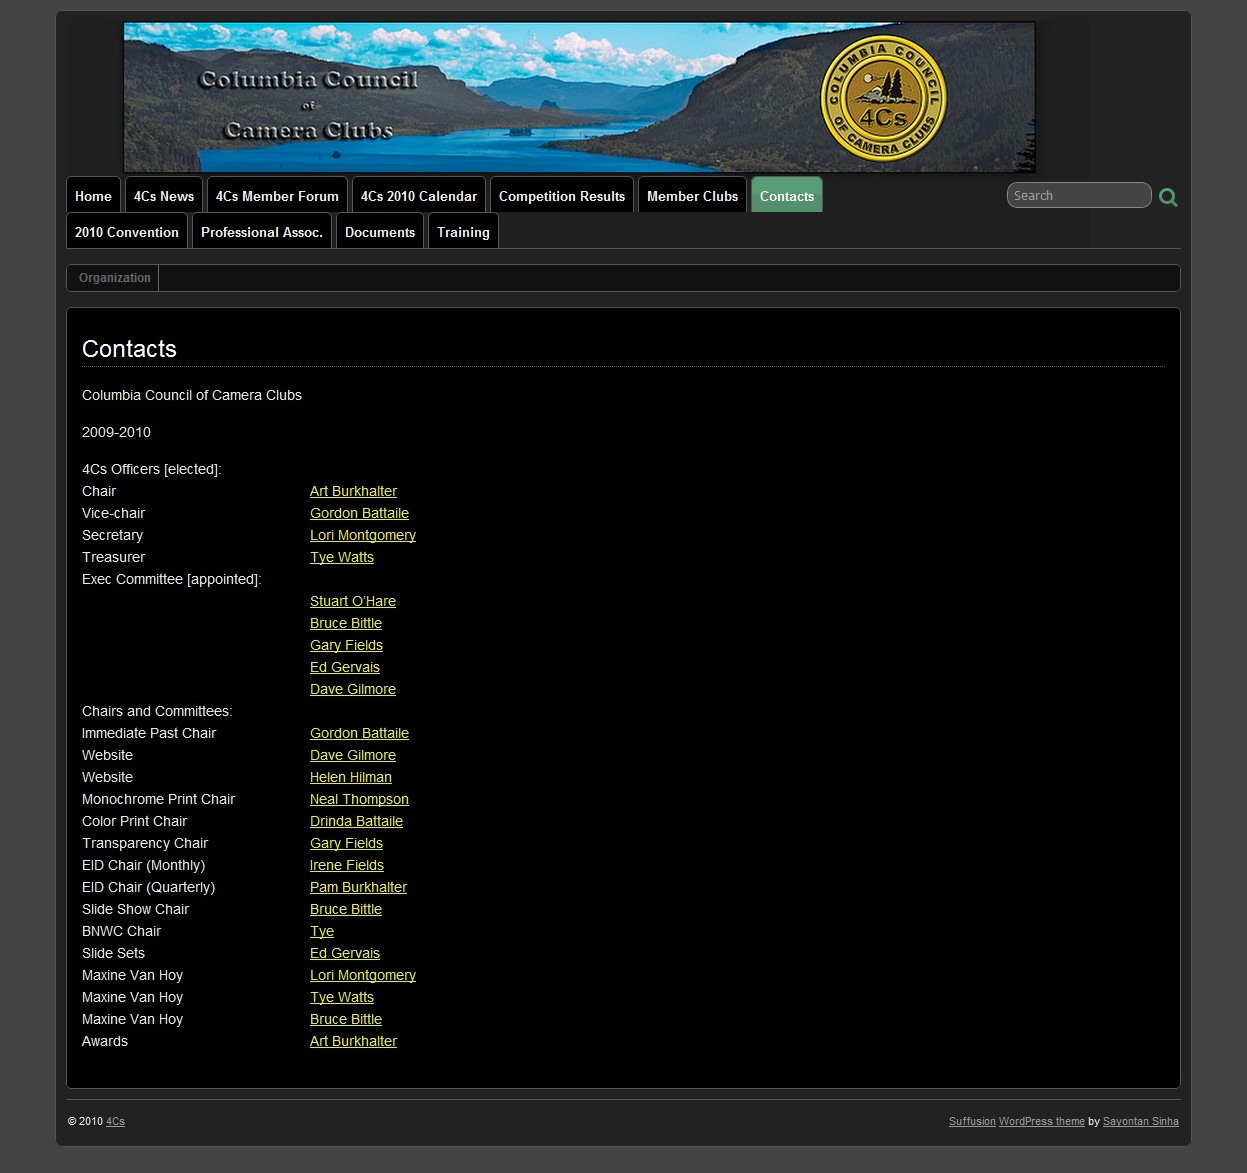 Columbia Council
of
Camera Clubs
COLUMBIA COUNCIL
4Cs
OF CAMERA CLUBS
Home 4Cs News 4Cs Member Forum 4Cs 2010 Calendar Competition Results Member Clubs Contacts Search
2010 Convention Professional Assoc. Documents Training
Organization
Contacts
Columbia Council of Camera Clubs
2009-2010
4Cs Officers [elected]:
Chair Art Burkhalter
Vice-chair Gordon Battaile
Secretary Lori Montgomery
Treasurer Tye Watts
Exec Committee [appointed]:
Stuart O'Hare
Bruce Bittle
Gary Fields
Ed Gervais
Dave Gilmore
Chairs and Committees:
Immediate Past Chair Gordon Battaile
Website Dave Gilmore
Website Helen Hilman
Monochrome Print Chair Neal Thompson
Color Print Chair Drinda Battaile
Transparency Chair Gary Fields
EID Chair (Monthly) Irene Fields
EID Chair (Quarterly) Pam Burkhalter
Slide Show Chair Bruce Bittle
BNWC Chair Tye
Slide Sets Ed Gervais
Maxine Van Hoy Lori Montgomery
Maxine Van Hoy Tye Watts
Maxine Van Hoy Bruce Bittle
Awards Art Burkhalter
© 2010 4Cs Suffusion WordPress theme by Sayontan Sinha